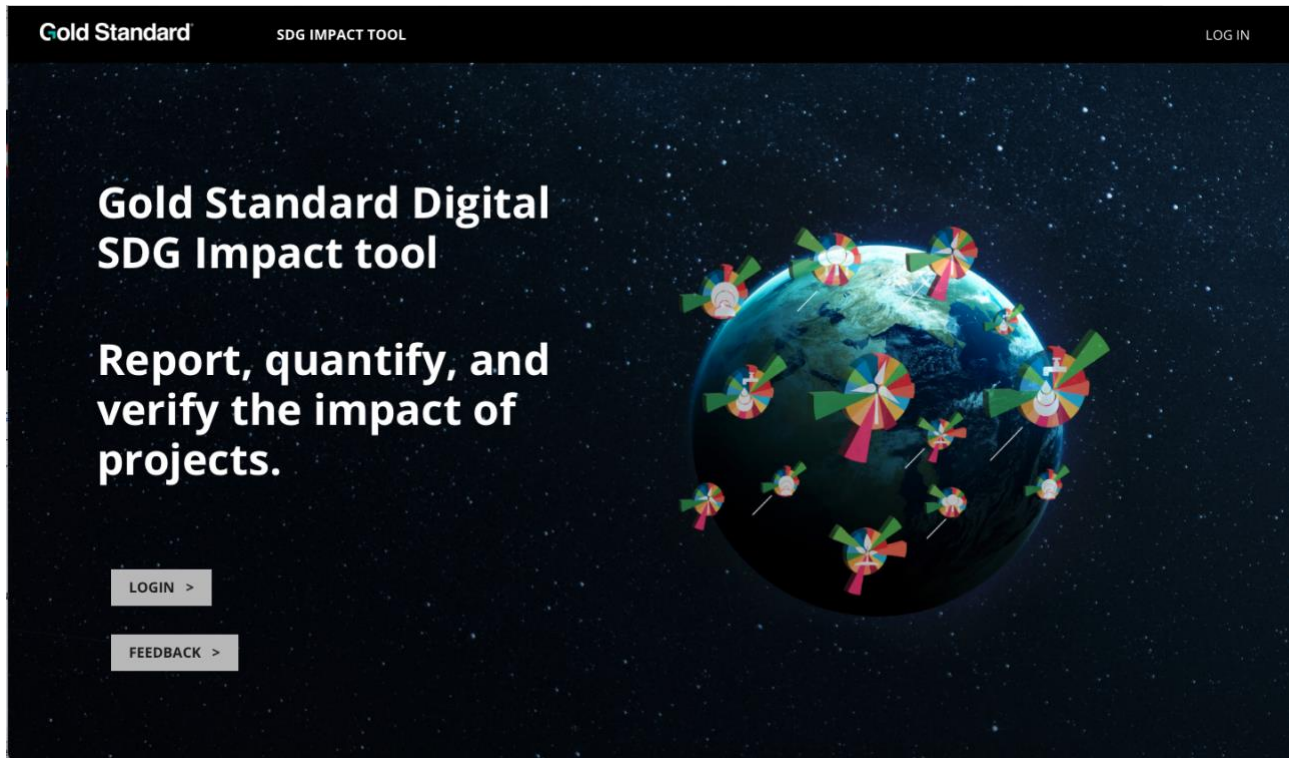 Gold Standard
SDG IMPACT TOOL
LOG IN
Gold Standard Digital
SDG Impact tool
Report, quantify, and
verify the impact of
projects.
LOGIN >
FEEDBACK >